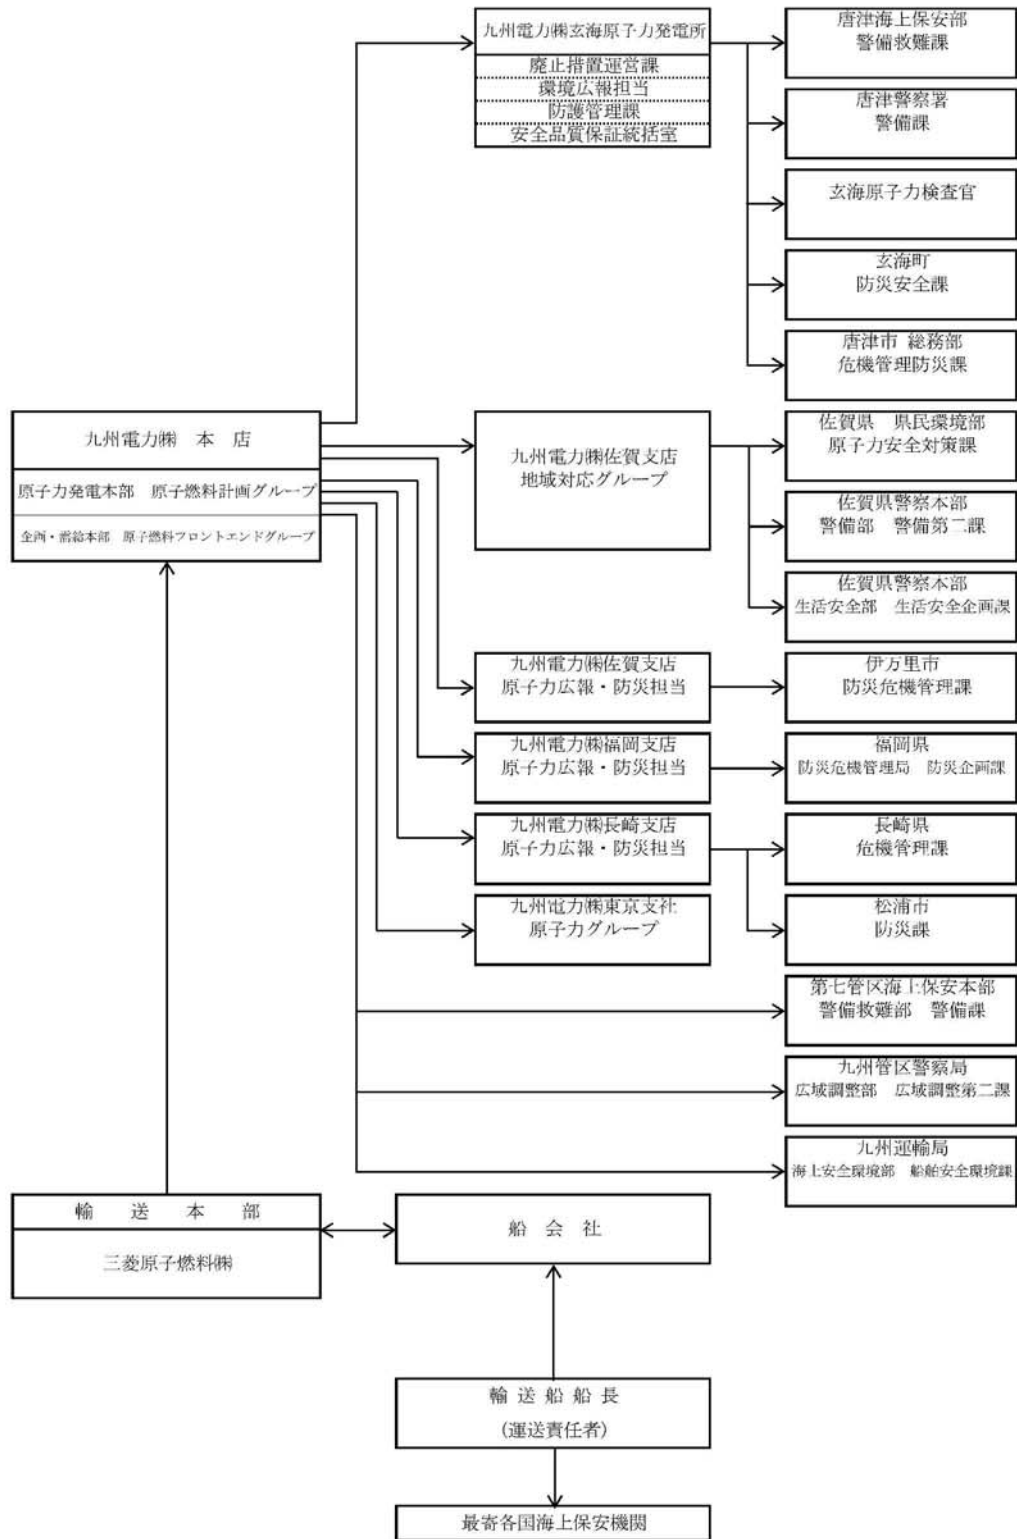 九州電力㈱玄海原子力発電所
廃止措置運営課
環境広報担当
防護管理課
安全品質保証統括室
唐津海上保安部
警備救難課
唐津警察署
警備課
玄海原子力検査官
玄海町
防災安全課
唐津市 総務部
危機管理防災課
九州電力㈱ 本 店
原子力発電本部 原子燃料計画グループ
企画・需給本部 原子燃料フロントエンドグループ
九州電力㈱佐賀支店
地域対応グループ
佐賀県 県民環境部
原子力安全対策課
佐賀県警察本部
警備部 警備第二課
佐賀県警察本部
生活安全部 生活安全企画課
九州電力㈱佐賀支店
原子力広報・防災担当
伊万里市
防災危機管理課
九州電力㈱福岡支店
原子力広報・防災担当
福岡県
防災危機管理局 防災企画課
九州電力㈱長崎支店
原子力広報・防災担当
長崎県
危機管理課
九州電力㈱東京支社
原子力グループ
松浦市
防災課
第七管区海上保安本部
警備救難部 警備課
九州管区警察局
広域調整部 広域調整第二課
九州運輸局
海上安全環境部 船舶安全環境課
輸 送 本 部
三菱原子燃料㈱
船 会 社
輸 送 船 船 長
(運送責任者)
最寄各国海上保安機関